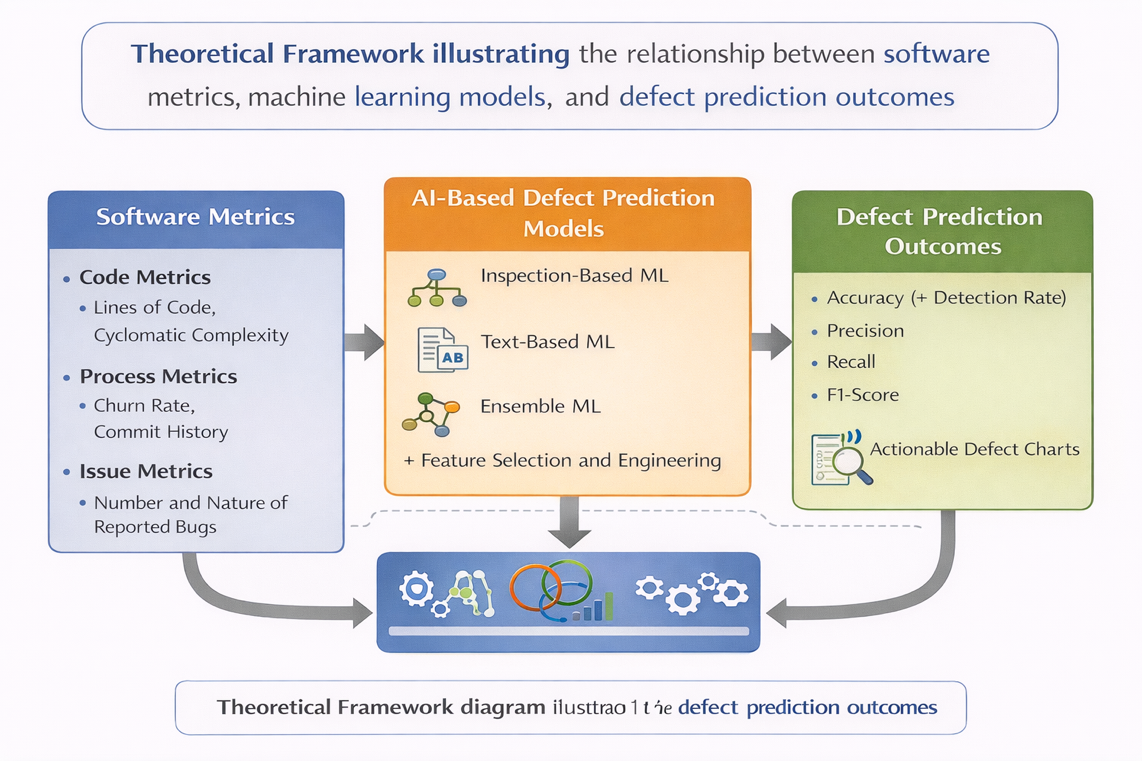 Theoretical Framework illustrating the relationship between software
metrics, machine learning models, and defect prediction outcomes
Software Metrics
• Code Metrics
• Lines of Code,
Cyclomatic Complexity
• Process Metrics
• Churn Rate,
Commit History
• Issue Metrics
• Number and Nature of
Reported Bugs
AI-Based Defect Prediction
Models
Inspection-Based ML
AB
Text-Based ML
Ensemble ML
+ Feature Selection and Engineering
Defect Prediction
Outcomes
• Accuracy (+ Detection Rate)
• Precision
• Recall
• F1-Score
Actionable Defect Charts
Theoretical Framework diagram defect prediction outcomes